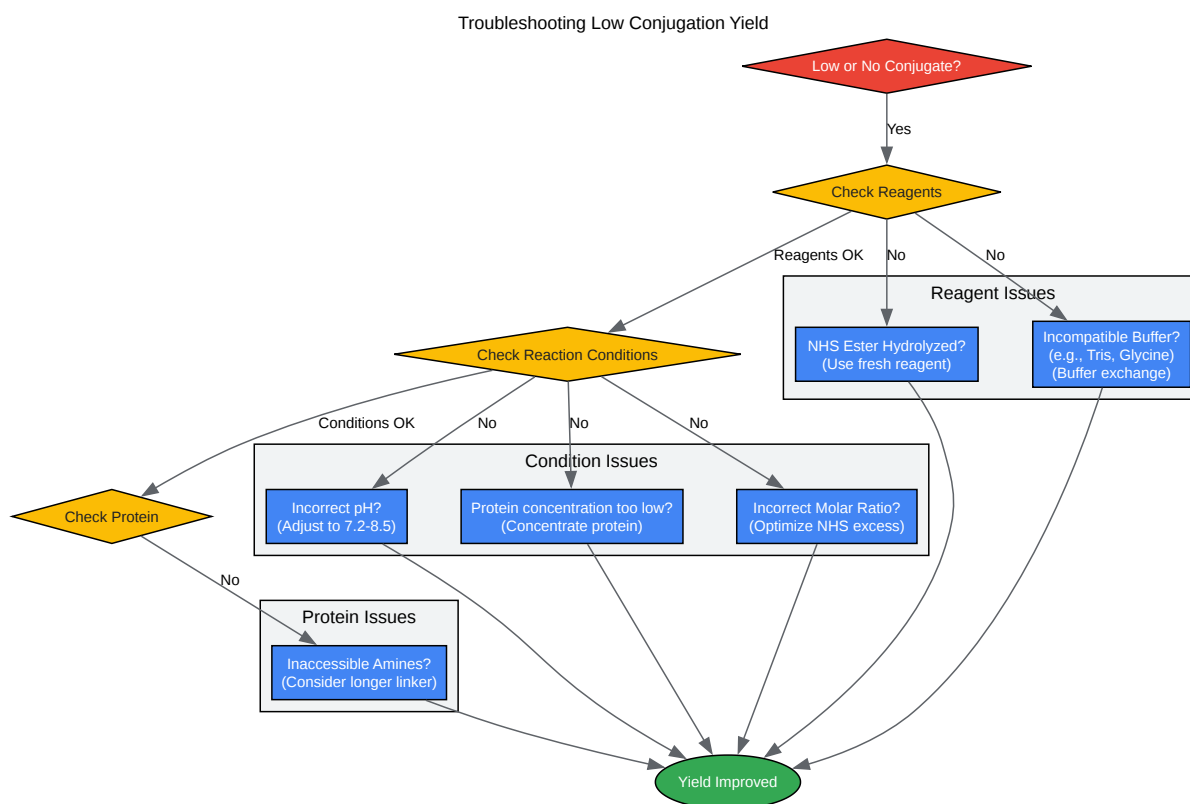 Troubleshooting Low Conjugation Yield
Low or No Conjugate?
Yes
Check Reagents
Reagents OK
No
No
Reagent Issues
NHS Ester Hydrolyzed?
(Use fresh reagent)
Incompatible Buffer?
(e.g., Tris, Glycine)
(Buffer exchange)
Check Reaction Conditions
Conditions OK
No
No
No
Condition Issues
Incorrect pH?
(Adjust to 7.2-8.5)
Protein concentration too low?
(Concentrate protein)
Incorrect Molar Ratio?
(Optimize NHS excess)
Check Protein
No
Protein Issues
Inaccessible Amines?
(Consider longer linker)
Yield Improved